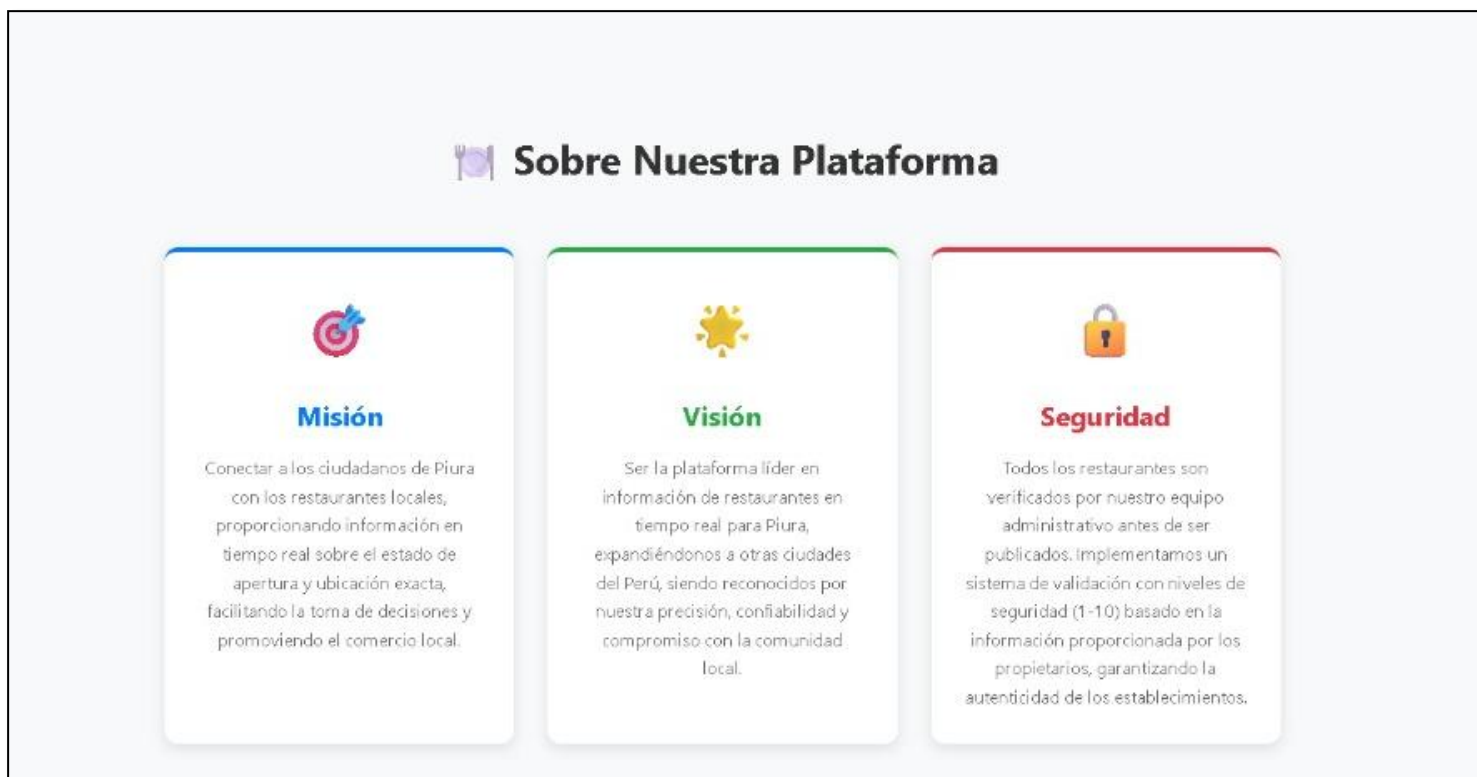 Sobre Nuestra Plataforma
Misión
Conectar a los ciudadanos de Piura
con los restaurantes locales,
proporcionando información en
tiempo real sobre el estado de
apertura y ubicación exacta,
facilitando la toma de decisiones y
promoviendo el comercio local.
Visión
Ser la plataforma líder en
información de restaurantes en
tiempo real para Piura,
expandiéndonos a otras ciudades
del Perú, siendo reconocidos por
nuestra precisión, confiabilidad y
compromiso con la comunidad
local.
Seguridad
Todos los restaurantes son
verificados por nuestro equipo
administrativo antes de ser
publicados. Implementamos un
sistema de validación con niveles de
seguridad (1-10) basado en la
información proporcionada por los
propietarios, garantizando la
autenticidad de los establecimientos.